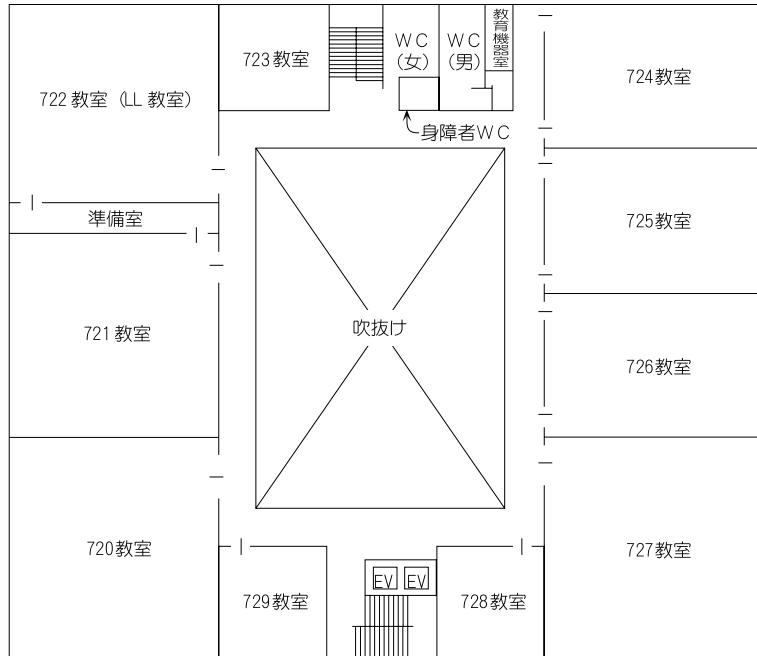 723教室
WC
(女)
WC
(男)
教育機器室
724教室
722教室(LL教室)
身障者WC
準備室
725教室
721教室
吹抜け
726教室
720教室
727教室
EV
EV
729教室
728教室